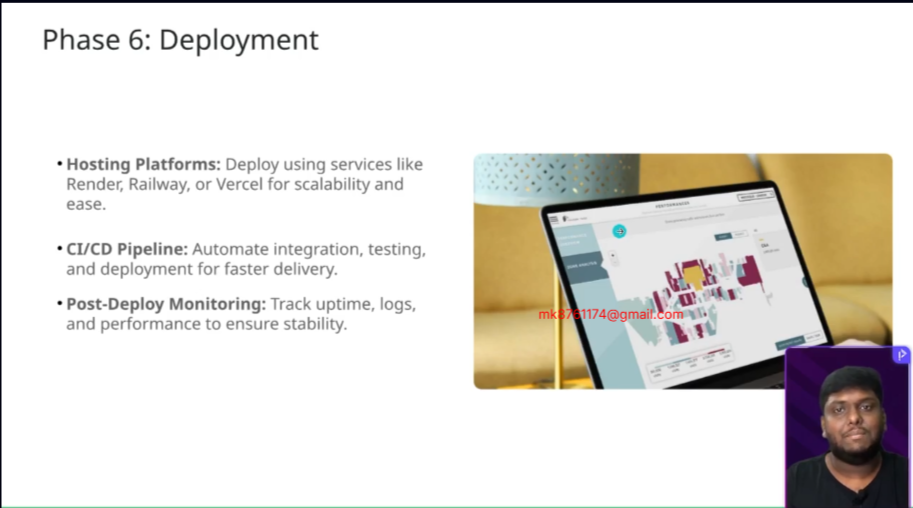 Phase 6: Deployment
• Hosting Platforms: Deploy using services like
Render, Railway, or Vercel for scalability and
ease.
• CI/CD Pipeline: Automate integration, testing,
and deployment for faster delivery.
• Post-Deploy Monitoring: Track uptime, logs,
and performance to ensure stability.
mk8761174@gmail.com